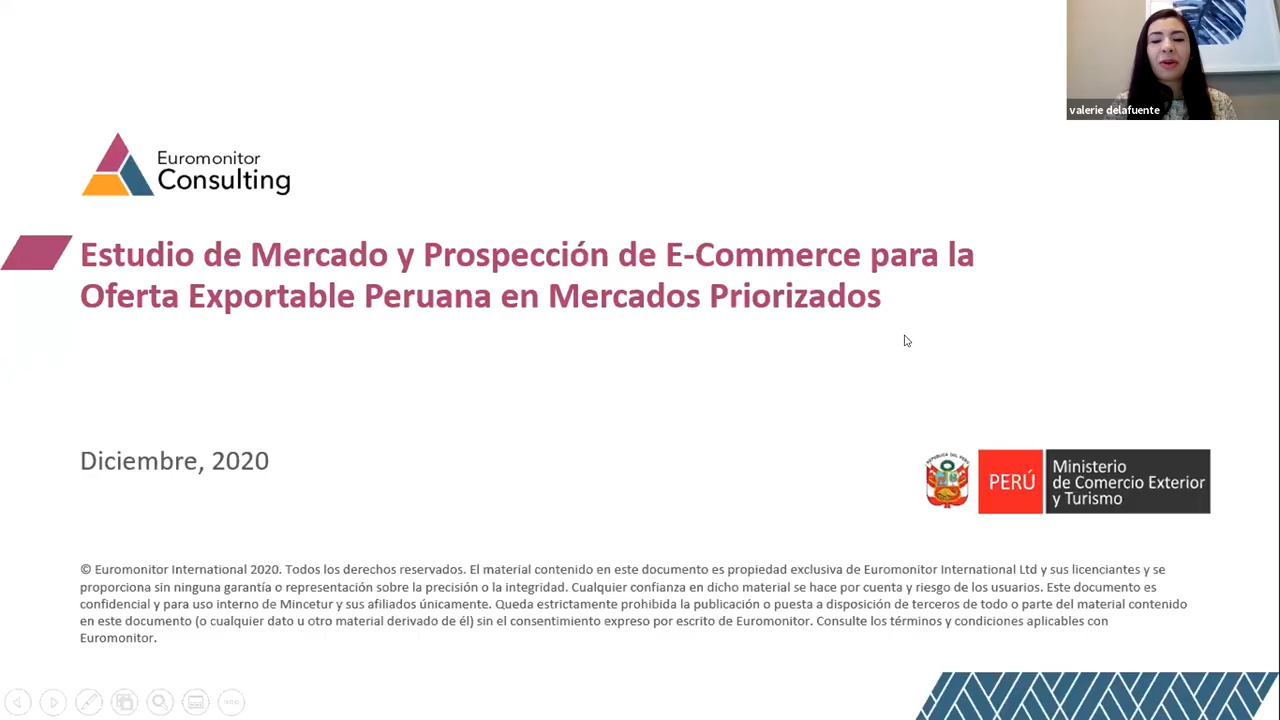 valerie delafuente
Euromonitor
Consulting
Estudio de Mercado y Prospección de E-Commerce para la
Oferta Exportable Peruana en Mercados Priorizados
Diciembre, 2020
REPUBLICA DEL PERU
PERÚ
Ministerio
de Comercio Exterior
y Turismo
© Euromonitor International 2020. Todos los derechos reservados. El material contenido en este documento es propiedad exclusiva de Euromonitor International Ltd y sus licenciantes y se
proporciona sin ninguna garantía o representación sobre la precisión o la integridad. Cualquier confianza en dicho material se hace por cuenta y riesgo de los usuarios. Este documento es
confidencial y para uso interno de Mincetur y sus afiliados únicamente. Queda estrictamente prohibida la publicación o puesta a disposición de terceros de todo o parte del material contenido
en este documento (o cualquier dato u otro material derivado de él) sin el consentimiento expreso por escrito de Euromonitor. Consulte los términos y condiciones aplicables con
Euromonitor.